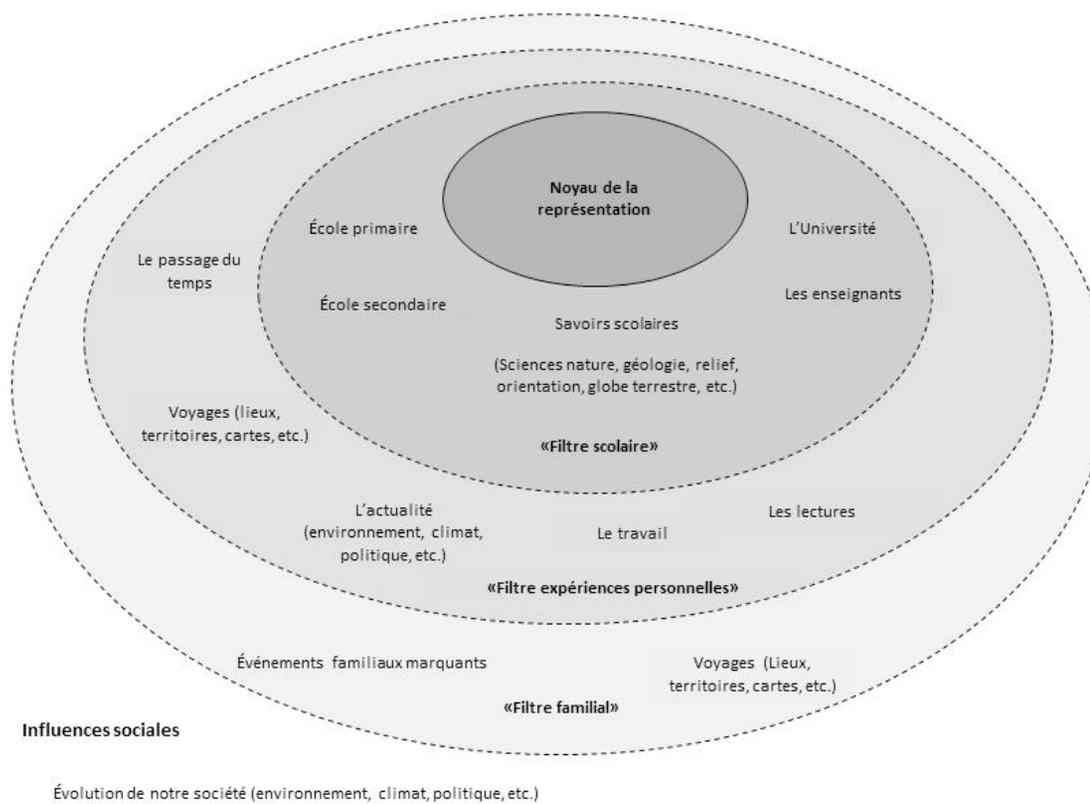 Noyau de la
représentation
École primaire
L'Université
Le passage du
temps
Les enseignants
École secondaire
Savoirs scolaires
(Sciences nature, géologie, relief,
orientation, globe terrestre, etc.)
Voyages (lieux,
territoires, cartes, etc.)
«Filtre scolaire»
L'actualité
(environnement, climat,
politique, etc.)
Le travail
Les lectures
«Filtre expériences personnelles»
Événements familiaux marquants
Voyages (Lieux,
territoires, cartes, etc.)
«Filtre familial»
Influences sociales
Évolution de notre société (environnement, climat, politique, etc.)